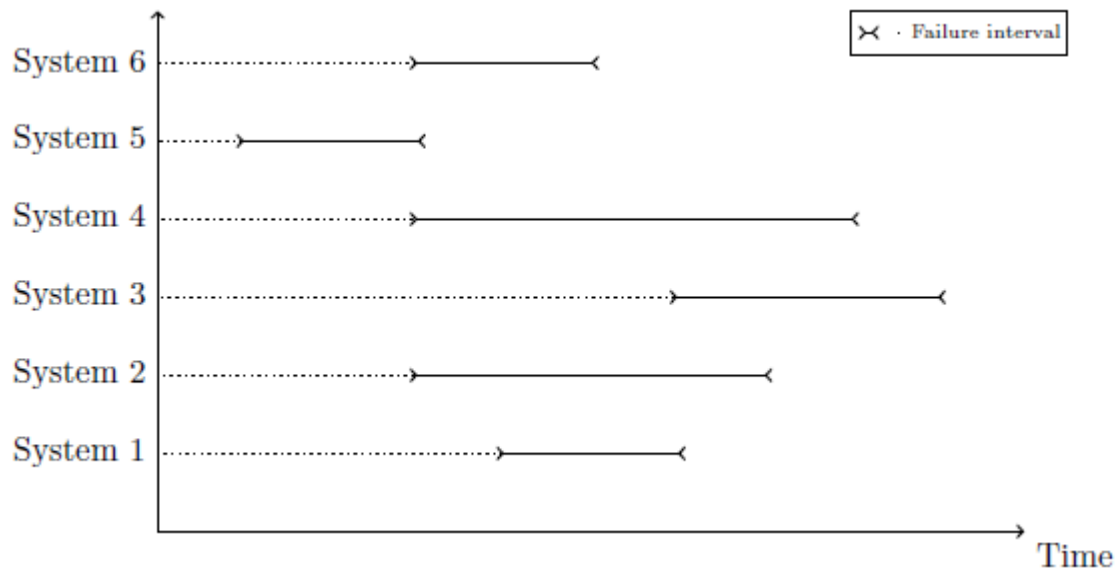 · Failure interval
System 6
System 5
System 4
System 3
System 2
System 1
Time